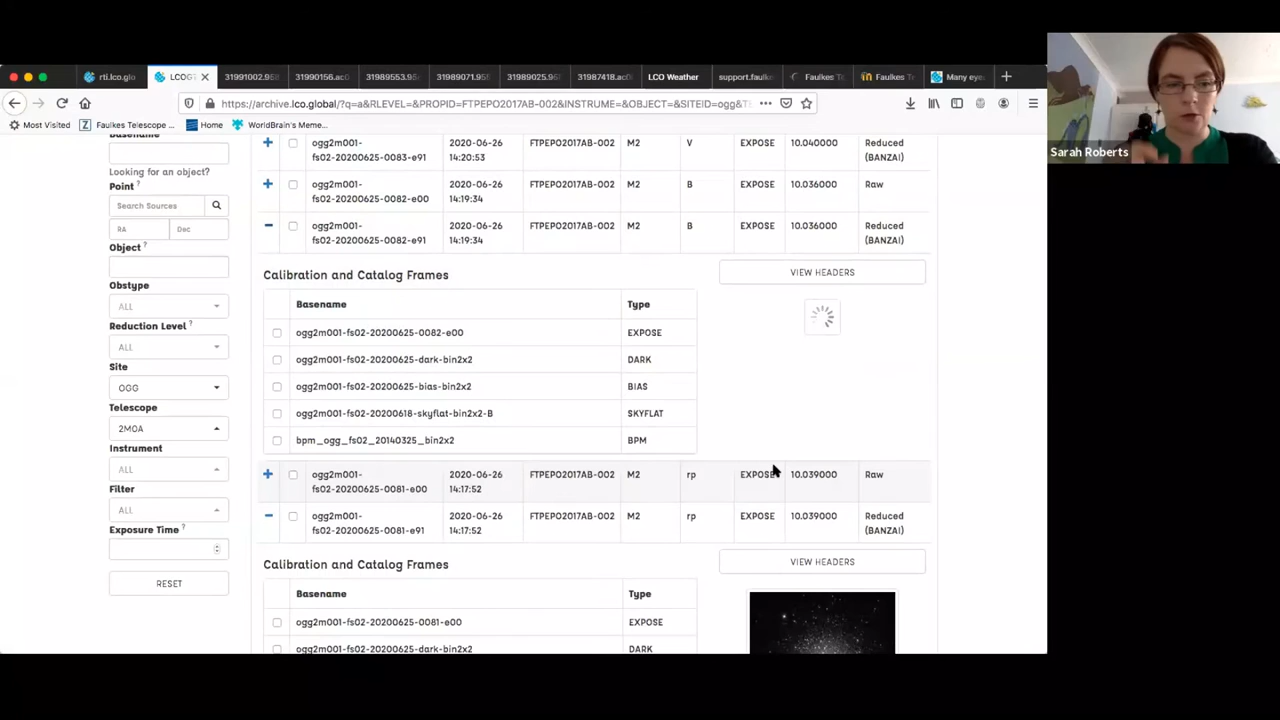 rti.lco.glo
LCOGT
31991002.95
31990156.ac
31989553.95
31989071.95
31989025.95
31987418.ac
LCO Weather
support.faulke
Faulkes Te
Faulkes Te
Many eye
https://archive.lco.global/?q=a&RLEVEL=&PROPID=FTPEPO2017AB-002&INSTRUME=&OBJECT=&SITEID=ogg&T
Most Visited
Faulkes Telescope ...
Home
WorldBrain's Meme...
Basename
Looking for an object?
Point ?
Search Sources
RA
Dec
Object ?
Obstype
ALL
Reduction Level ?
ALL
Site
OGG
Telescope
2M0A
Instrument
ALL
Filter
ALL
Exposure Time
RESET
ogg2m001-
fs02-20200625-0083-e91
2020-06-26
14:20:53
FTPEPO2017AB-002
M2
V
EXPOSE
10.040000
Reduced
(BANZAI)
ogg2m001-
fs02-20200625-0082-e00
2020-06-26
14:19:34
FTPEPO2017AB-002
M2
B
EXPOSE
10.036000
Raw
ogg2m001-
fs02-20200625-0082-e91
2020-06-26
14:19:34
FTPEPO2017AB-002
M2
B
EXPOSE
10.036000
Reduced
(BANZAI)
Calibration and Catalog Frames
VIEW HEADERS
Basename
Type
ogg2m001-fs02-20200625-0082-e00
EXPOSE
ogg2m001-fs02-20200625-dark-bin2x2
DARK
ogg2m001-fs02-20200625-bias-bin2x2
BIAS
ogg2m001-fs02-20200618-skyflat-bin2x2-B
SKYFLAT
bpm_ogg_fs02_20140325_bin2x2
BPM
ogg2m001-
fs02-20200625-0081-e00
2020-06-26
14:17:52
FTPEPO2017AB-002
M2
rp
EXPOSE
10.039000
Raw
ogg2m001-
fs02-20200625-0081-e91
2020-06-26
14:17:52
FTPEPO2017AB-002
M2
rp
EXPOSE
10.039000
Reduced
(BANZAI)
Calibration and Catalog Frames
VIEW HEADERS
Basename
Type
ogg2m001-fs02-20200625-0081-e00
EXPOSE
ogg2m001-fs02-20200625-dark-bin2x2
DARK
Sarah Roberts